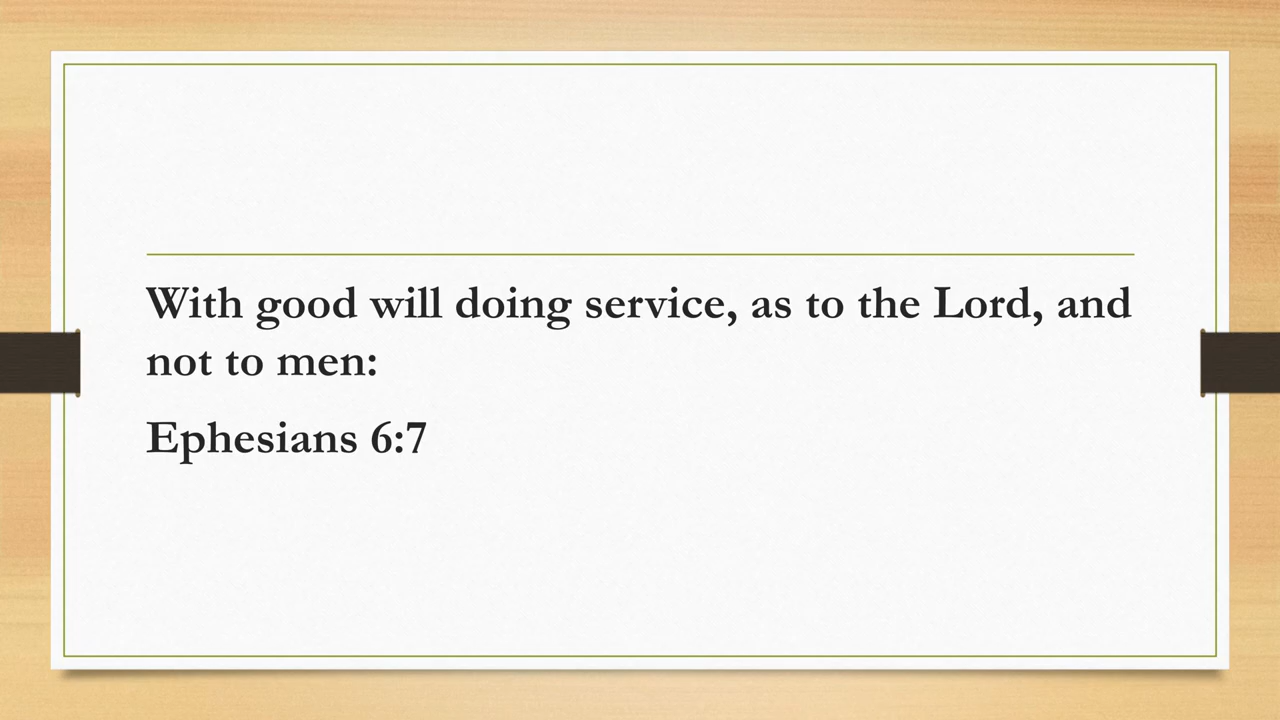 With good will doing service, as to the Lord, and
not to men:
Ephesians 6:7